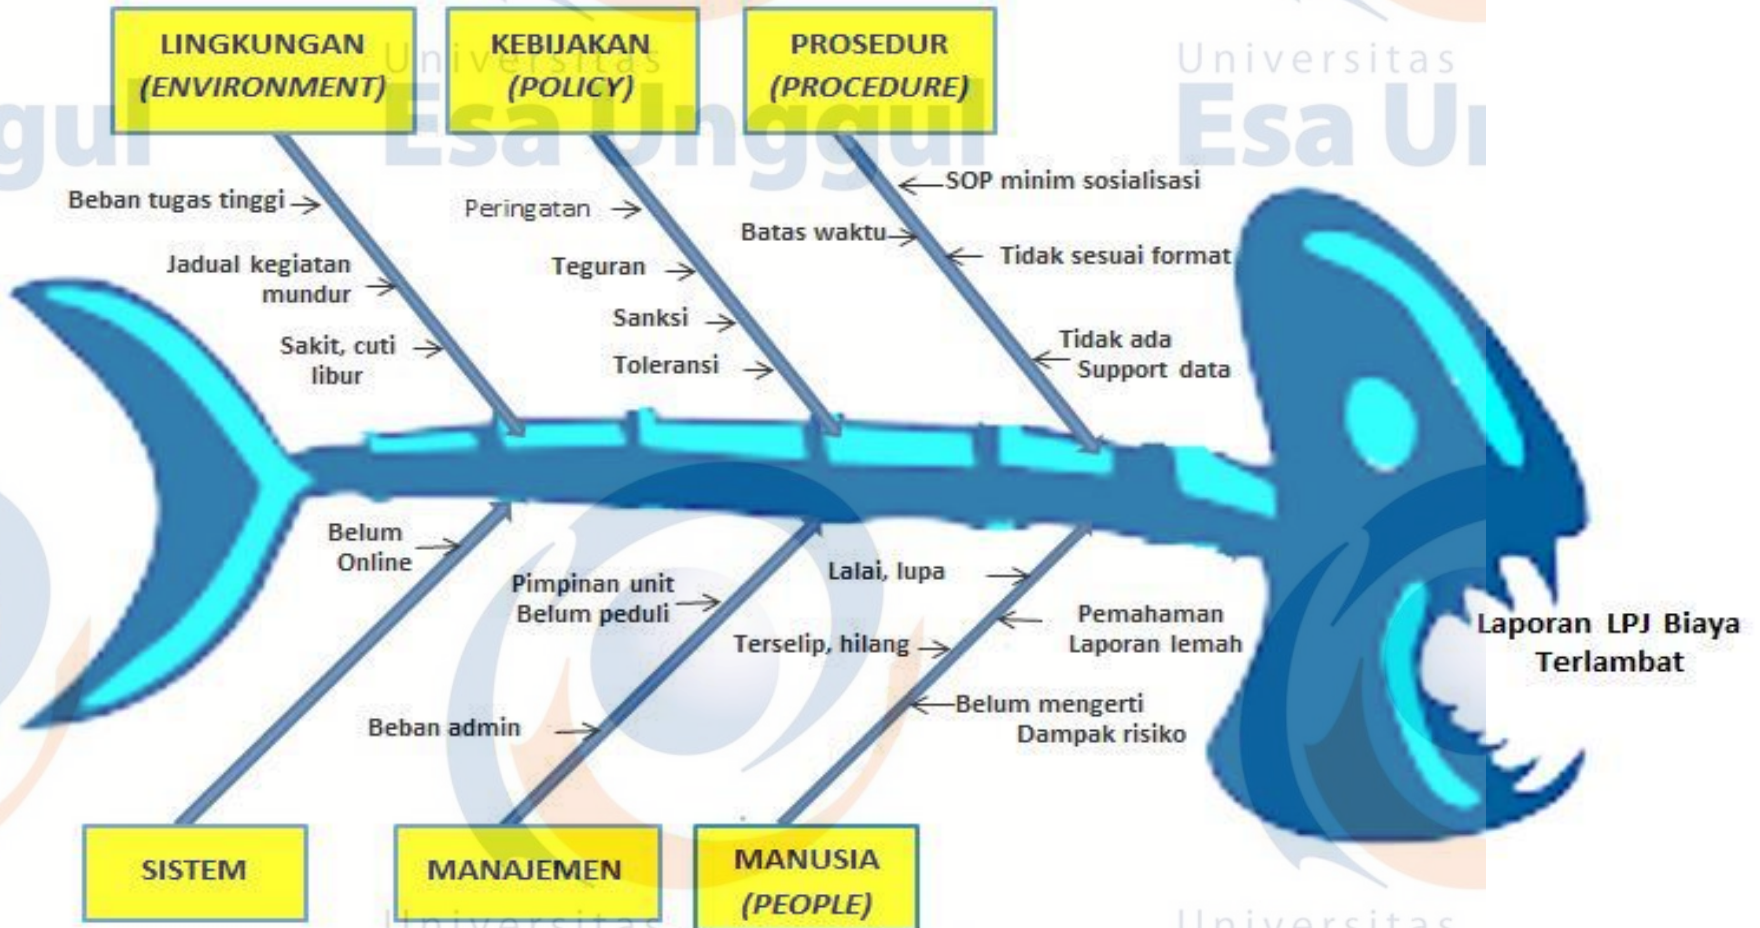 LINGKUNGAN
(ENVIRONMENT)
KEBIJAKAN
(POLICY)
PROSEDUR
(PROCEDURE)
Universitas
Esa Unggul
Universitas
Esa U
gul
Beban tugas tinggi
Jadual kegiatan
mundur
Sakit, cuti
libur
Peringatan
Teguran
Sanksi
Toleransi
SOP minim sosialisasi
Batas waktu
Tidak sesuai format
Tidak ada
Support data
Belum
Online
Pimpinan unit
Belum peduli
Beban admin
Lalai, lupa
Pemahaman
Laporan lemah
Terselip, hilang
Belum mengerti
Dampak risiko
Laporan LPJ Biaya
Terlambat
SISTEM
MANAJEMEN
MANUSIA
(PEOPLE)
Universitas
Universitas